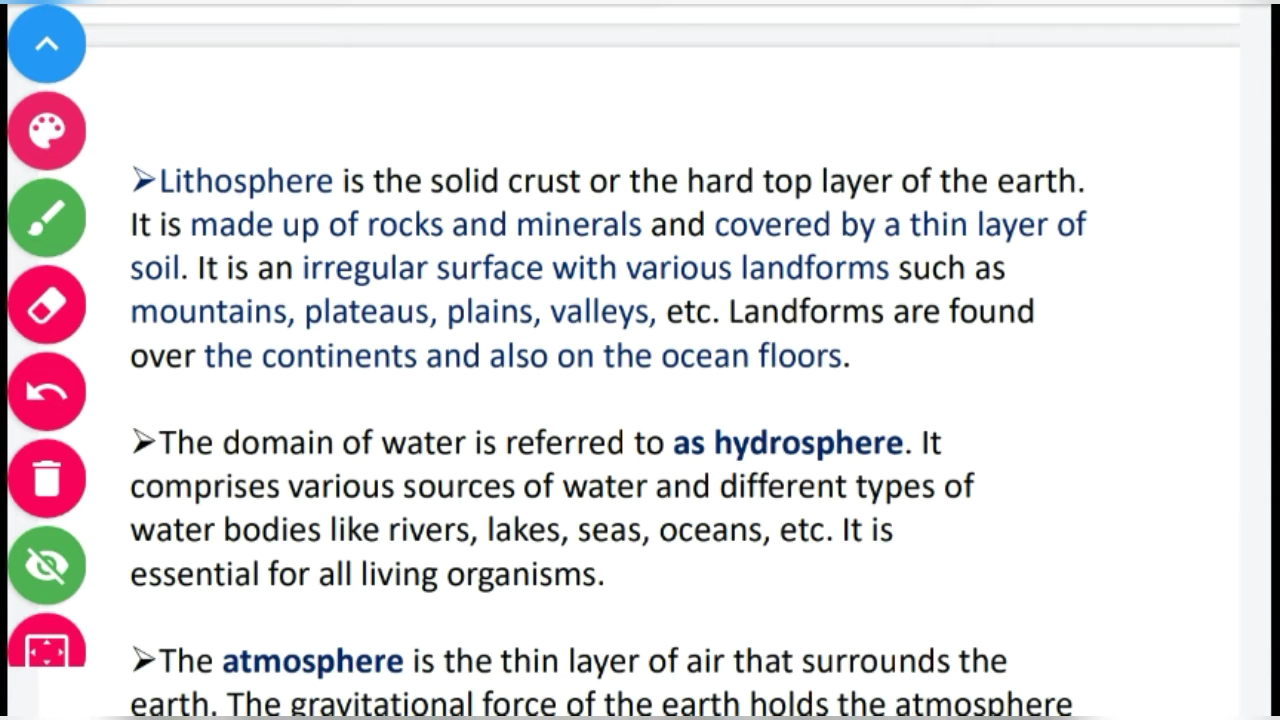 ➢Lithosphere is the solid crust or the hard top layer of the earth.
It is made up of rocks and minerals and covered by a thin layer of
soil. It is an irregular surface with various landforms such as
mountains, plateaus, plains, valleys, etc. Landforms are found
over the continents and also on the ocean floors.
➢The domain of water is referred to as hydrosphere. It
comprises various sources of water and different types of
water bodies like rivers, lakes, seas, oceans, etc. It is
essential for all living organisms.
➢The atmosphere is the thin layer of air that surrounds the
earth. The gravitational force of the earth holds the atmosphere